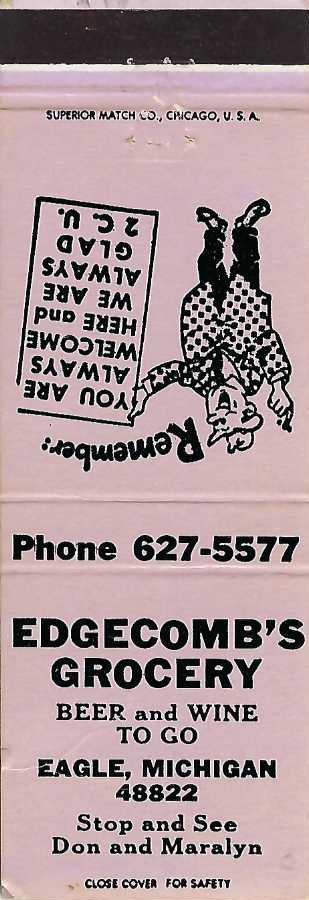 SUPERIOR MATCH CO., CHICAGO, U. S. A.
Remember:
YOU ARE
ALWAYS
WELCOME
HERE and
WE ARE
ALWAYS
GLAD
2 C. U.
Phone 627-5577
EDGECOMB'S
GROCERY
BEER and WINE
TO GO
EAGLE, MICHIGAN
48822
Stop and See
Don and Maralyn
CLOSE COVER FOR SAFETY